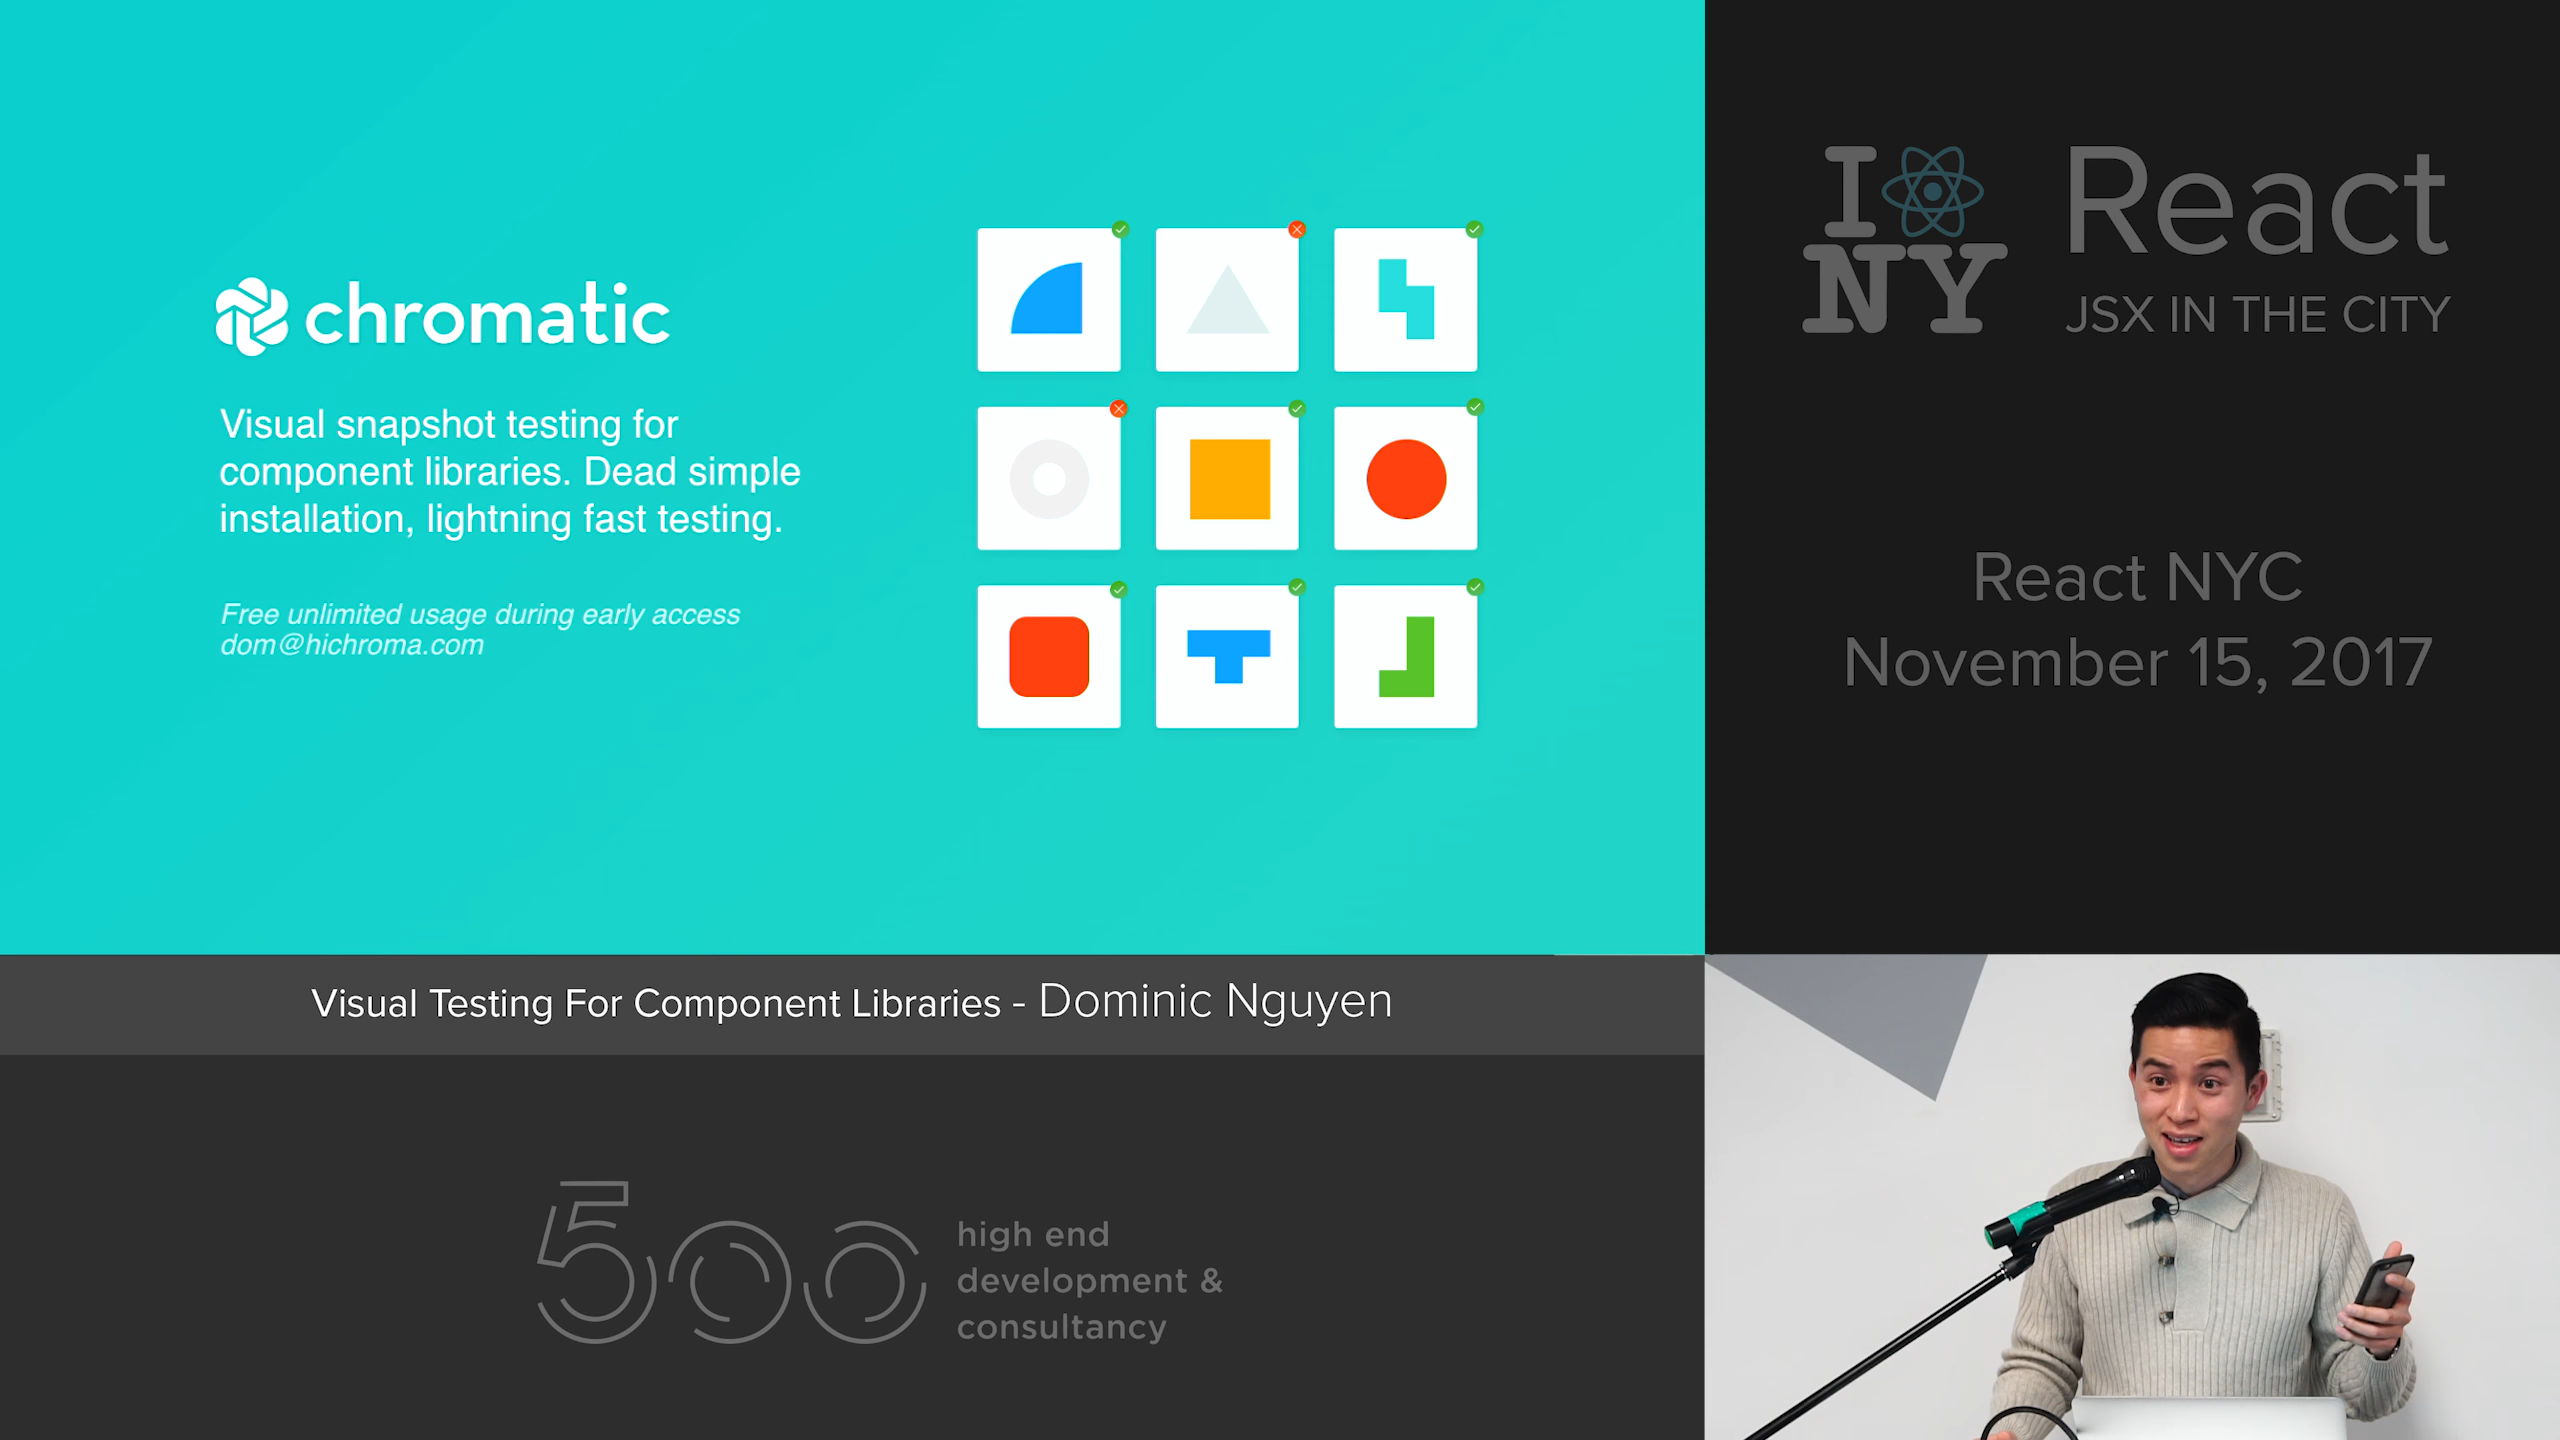 chromatic
Visual snapshot testing for
component libraries. Dead simple
installation, lightning fast testing.
Free unlimited usage during early access
dom@hichroma.com
I
NY
React
JSX IN THE CITY
React NYC
November 15, 2017
Visual Testing For Component Libraries - Dominic Nguyen
500
high end
development &
consultancy